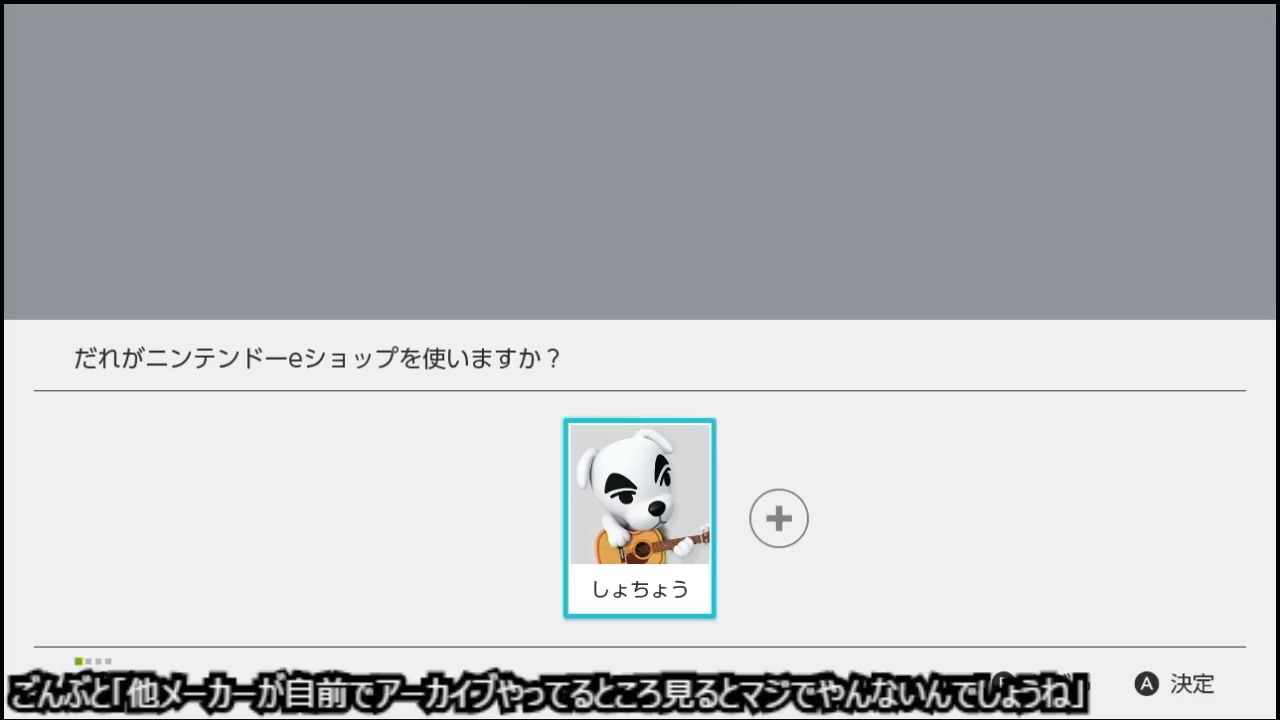 だれがニンテンドーeショップを使いますか？
しょちょう
ごんぶと「他メーカーが自前でアーカイブやってるところ見るとマジでやんないんでしょうね」
A 決定